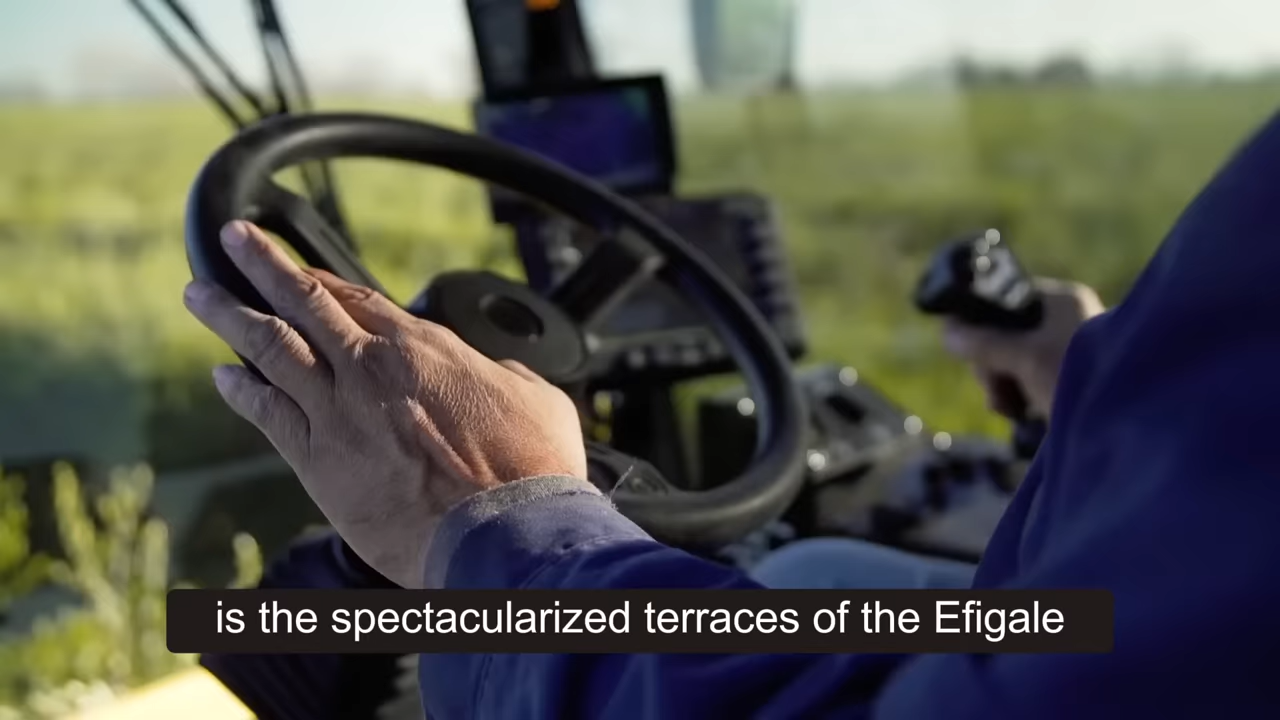 is the spectacularized terraces of the Efigale